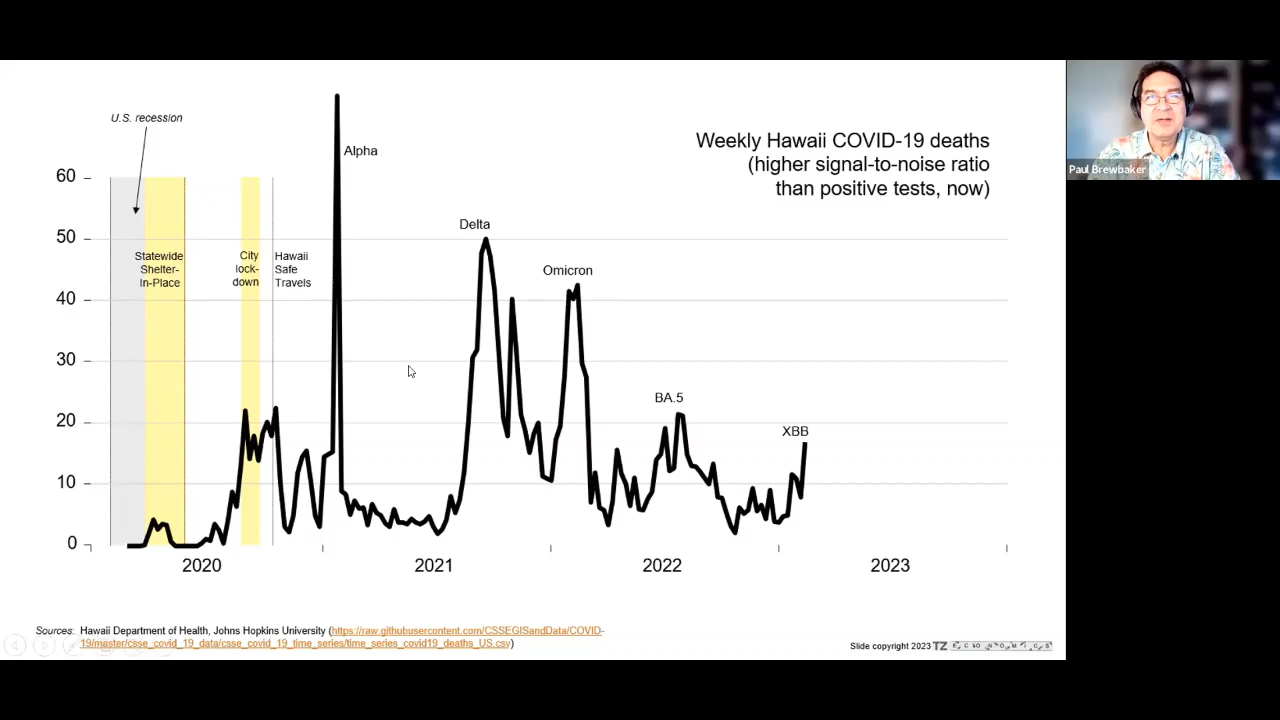 U.S. recession
Alpha
Weekly Hawaii COVID-19 deaths
(higher signal-to-noise ratio
than positive tests, now)
Paul Brewbaker
60
50
40
30
20
10
0
Delta
Omicron
Statewide
Shelter-
In-Place
City
lock-
down
Hawaii
Safe
Travels
BA.5
XBB
2020
2021
2022
2023
Sources: Hawaii Department of Health, Johns Hopkins University (https://raw.githubusercontent.com/CSSEGISandData/COVID-
19/master/csse_covid_19_data/csse_covid_19_time_series/time_series_covid19_deaths_US.csv)
Slide copyright 2023 TZ ECONOMICS